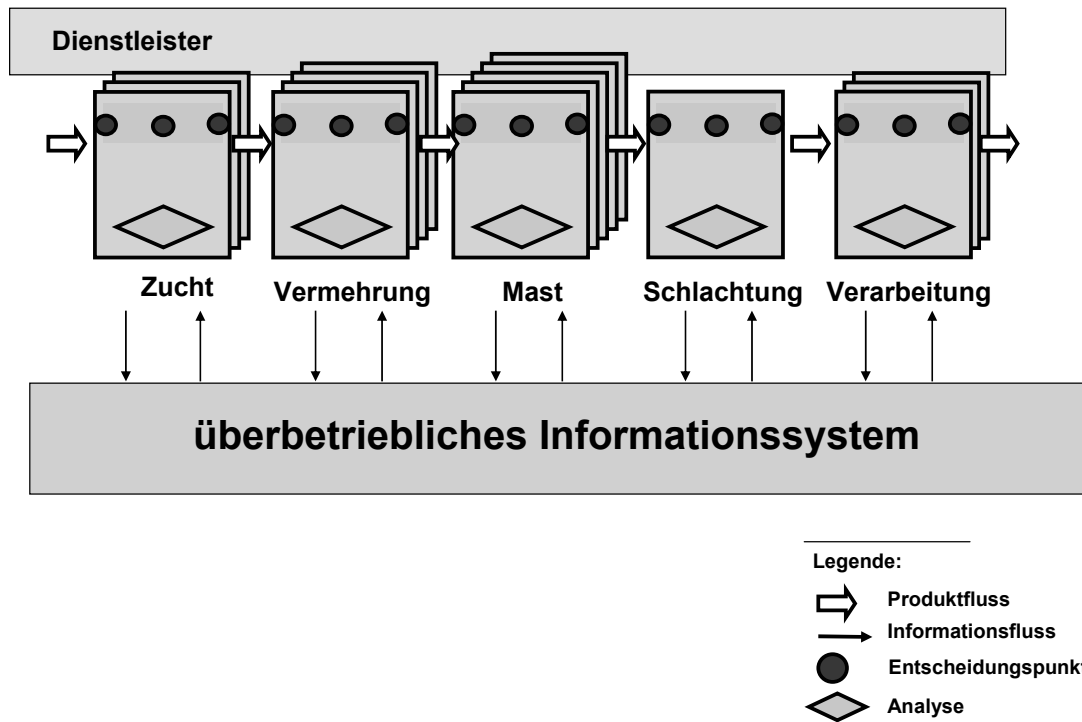 Dienstleister
Zucht
Vermehrung
Mast
Schlachtung
Verarbeitung
überbetriebliches Informationssystem
Legende:
Produktfluss
Informationsfluss
Entscheidungspunkt
Analyse